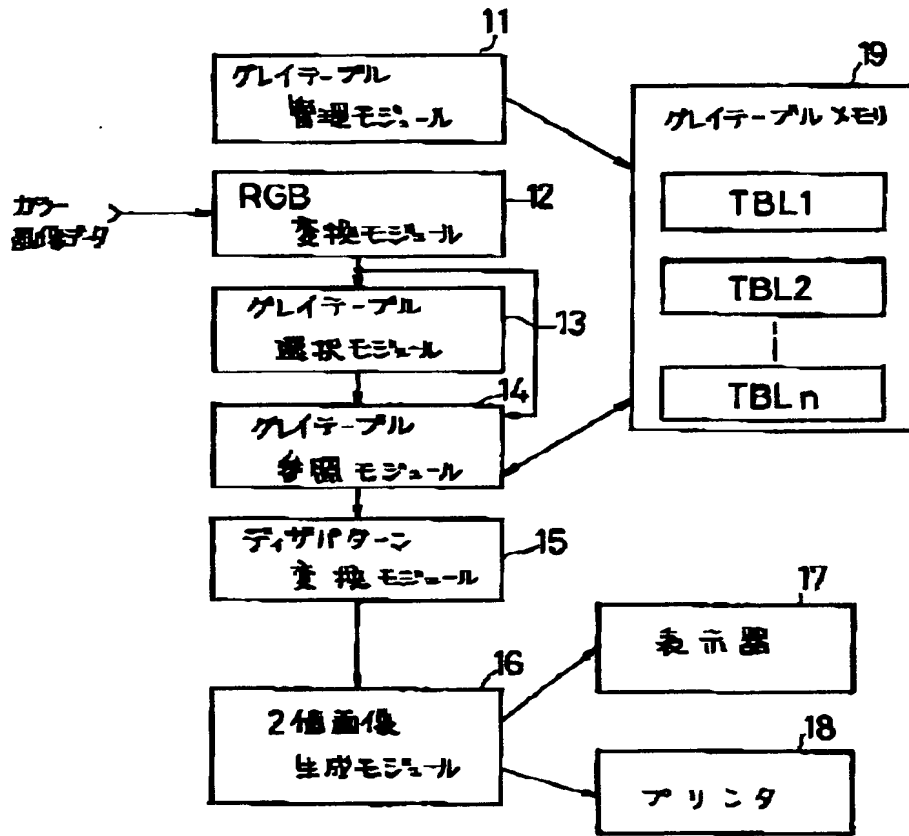 11
グレイテーブル
管理モジュール
19
グレイテーブルメモリ
TBL1
TBL2
TBLn
カラー
画像データ
RGB
変換モジュール
12
グレイテーブル
選択モジュール
13
14
グレイテーブル
参照モジュール
ディザパターン
変換モジュール
15
16
2値画像
生成モジュール
17
表示器
18
プリンタ